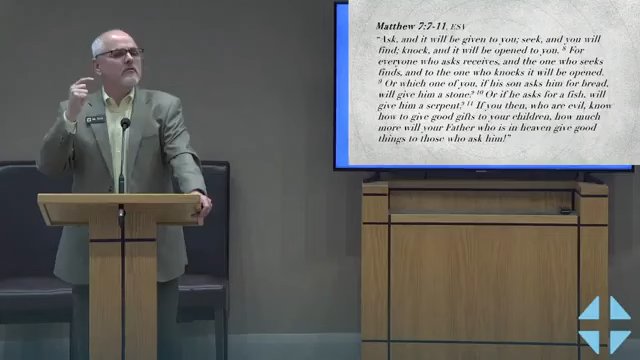 Matthew 7:7-11, ESV
“Ask, and it will be given to you; seek, and you will
find; knock, and it will be opened to you. ⁸ For
everyone who asks receives, and the one who seeks
finds, and to the one who knocks it will be opened.
⁹ Or which one of you, if his son asks him for bread,
will give him a stone? ¹⁰ Or if he asks for a fish, will
give him a serpent? ¹¹ If you then, who are evil, know
how to give good gifts to your children, how much
more will your Father who is in heaven give good
things to those who ask him!”